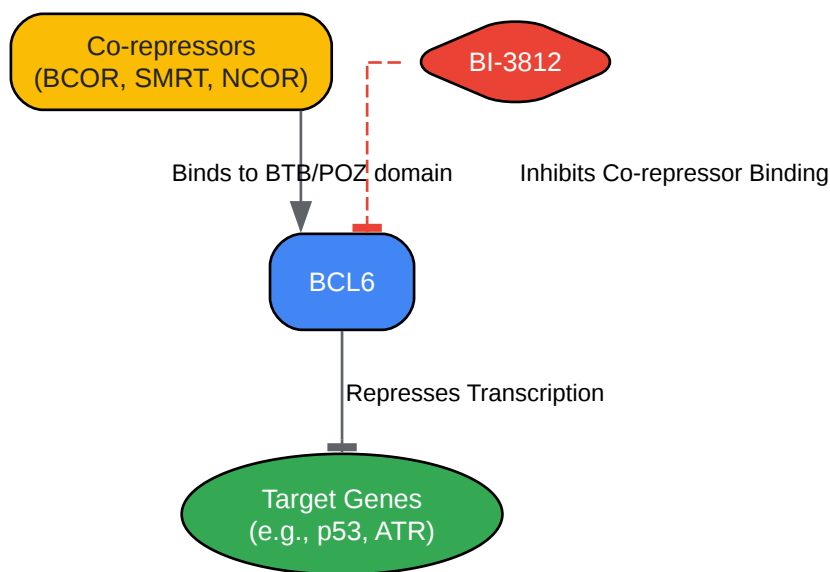 Co-repressors
(BCOR, SMRT, NCOR)
BI-3812
Binds to BTB/POZ domain
Inhibits Co-repressor Binding
BCL6
Represses Transcription
Target Genes
(e.g., p53, ATR)